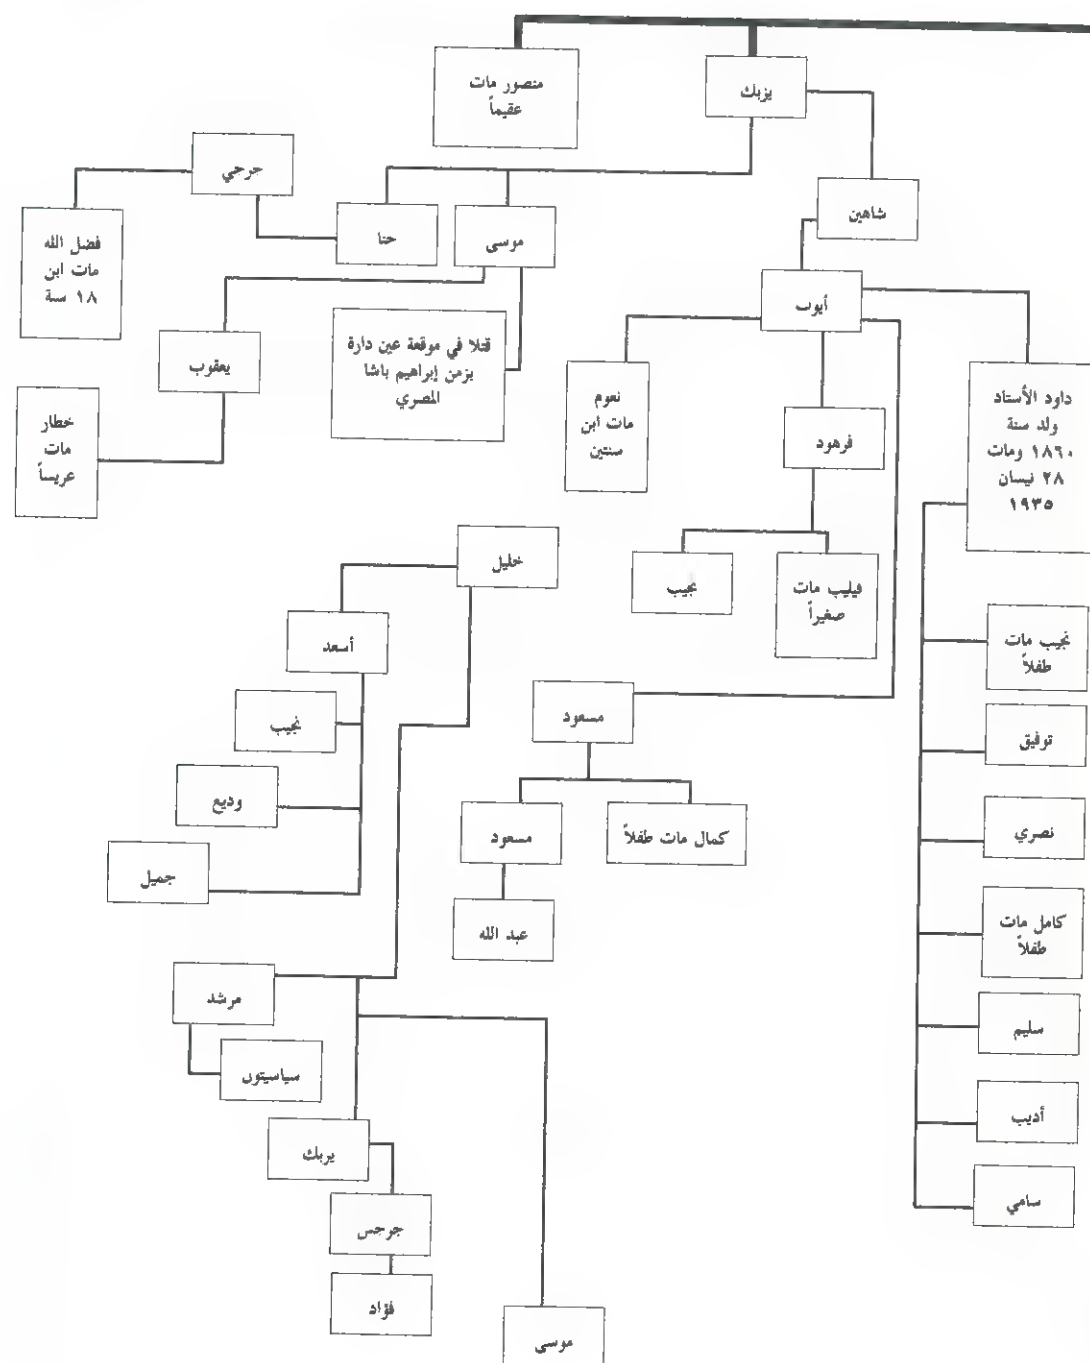 منصور مات
عقيماً
يزبك
جرجي
شاهين
فضل الله
مات ابن
١٨ سنة
حنا
موسى
أيوب
قتلا في موقعة عين دارة
بزمن إبراهيم باشا
المصري
يعقوب
نعوم
مات ابن
سنتين
داود الأستاد
ولد سنة
١٨٦٠ ومات
٢٨ نيسان
١٩٣٥
خطار
مات
عريساً
فرهود
خليل
نجيب
فيليب مات
صغيراً
أسعد
نجيب مات
طفلاً
نجيب
مسعود
توفيق
وديع
مسعود
كمال مات طفلاً
نصري
جميل
عبد الله
كامل مات
طفلاً
مرشد
سليم
سياسيتون
أديب
يربك
سامي
جرجس
فؤاد
موسى